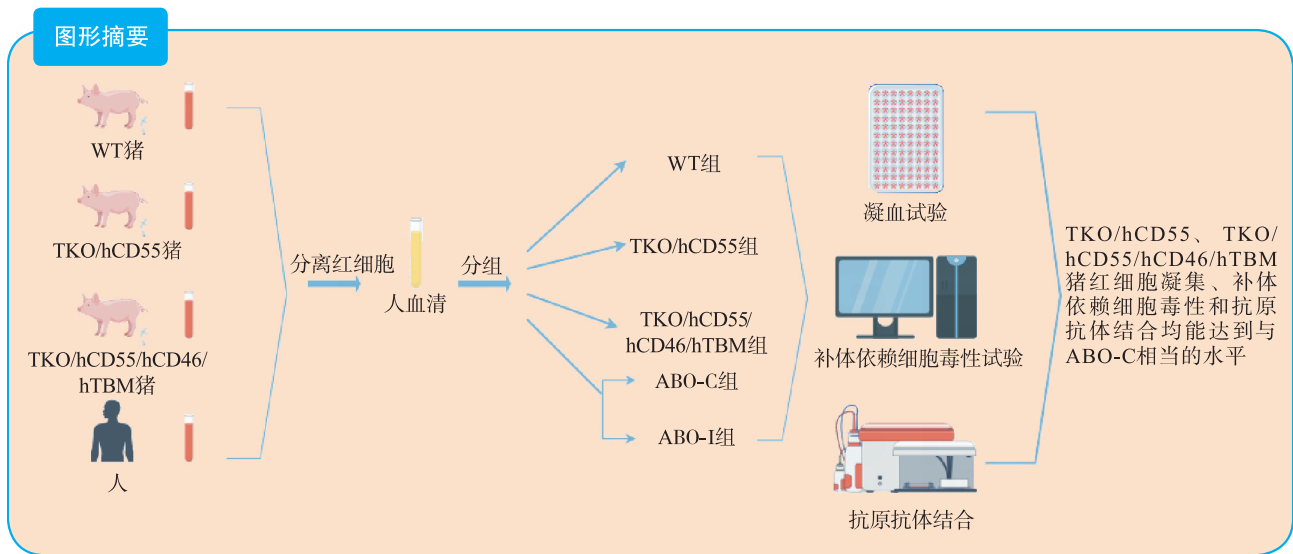 图形摘要
WT猪
TKO/hCD55猪
TKO/hCD55/hCD46/
hTBM猪
人
分离红细胞
人血清
分组
WT组
TKO/hCD55组
TKO/hCD55/
hCD46/hTBM组
ABO-C组
ABO-I组
凝血试验
补体依赖细胞毒性试验
抗原抗体结合
TKO/hCD55、TKO/
hCD55/hCD46/hTBM
猪红细胞凝集、补体
依赖细胞毒性和抗原
抗体结合均能达到与
ABO-C相当的水平